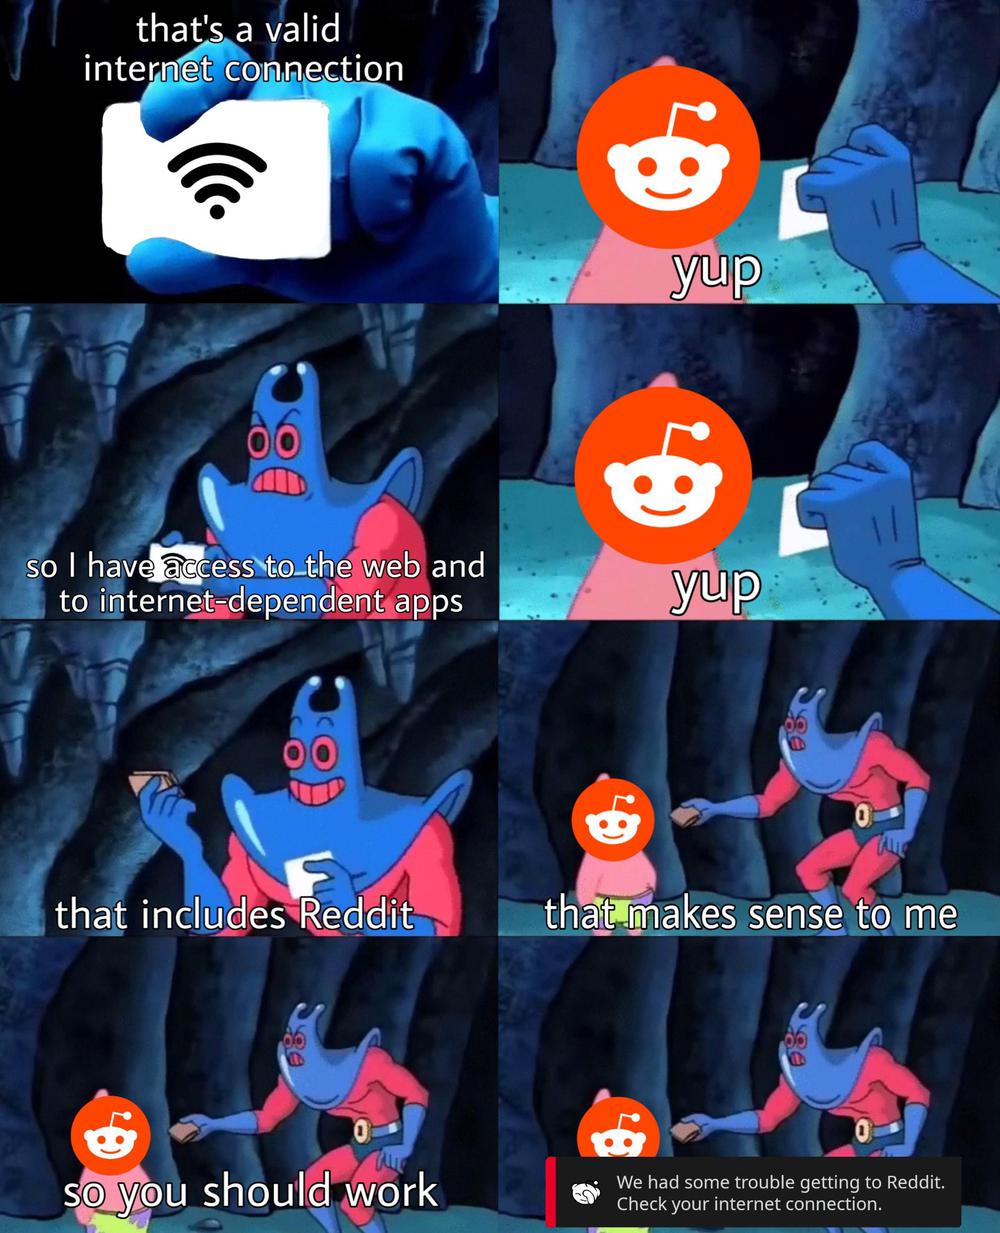 that's a valid
internet connection
yup
so I have access to the web and
to internet-dependent apps
yup
that includes Reddit
that makes sense to me
so you should work
We had some trouble getting to Reddit.
Check your internet connection.